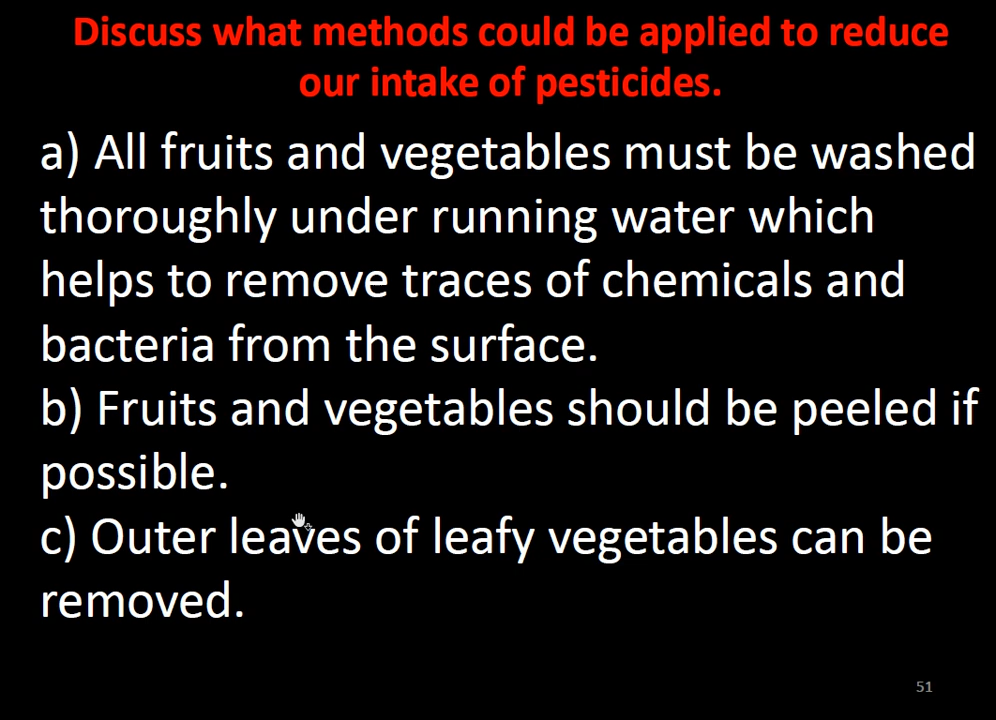 Discuss what methods could be applied to reduce
our intake of pesticides.
a) All fruits and vegetables must be washed
thoroughly under running water which
helps to remove traces of chemicals and
bacteria from the surface.
b) Fruits and vegetables should be peeled if
possible.
c) Outer leaves of leafy vegetables can be
removed.
51